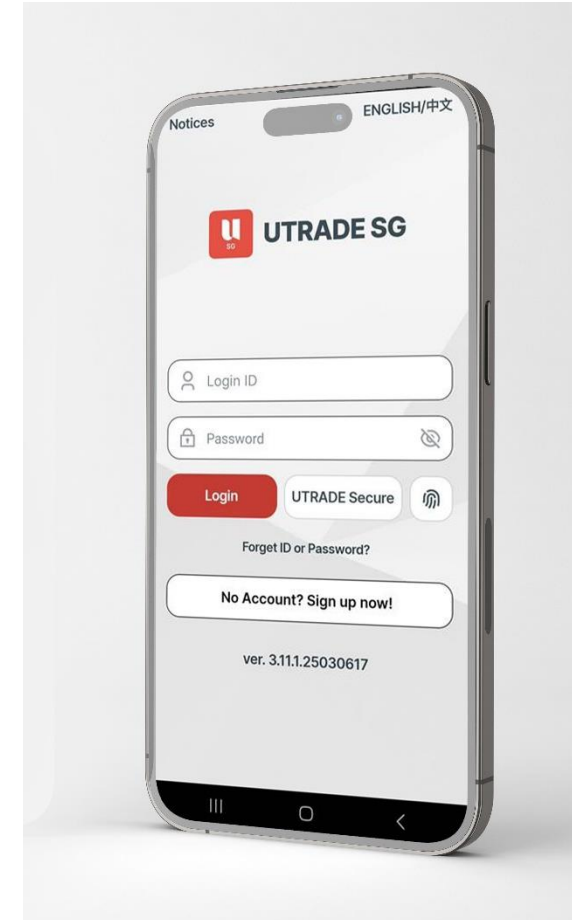 Notices
ENGLISH/中文
U
SG
UTRADE SG
Login ID
Password
Login
UTRADE Secure
Forget ID or Password?
No Account? Sign up now!
ver. 3.11.1.25030617